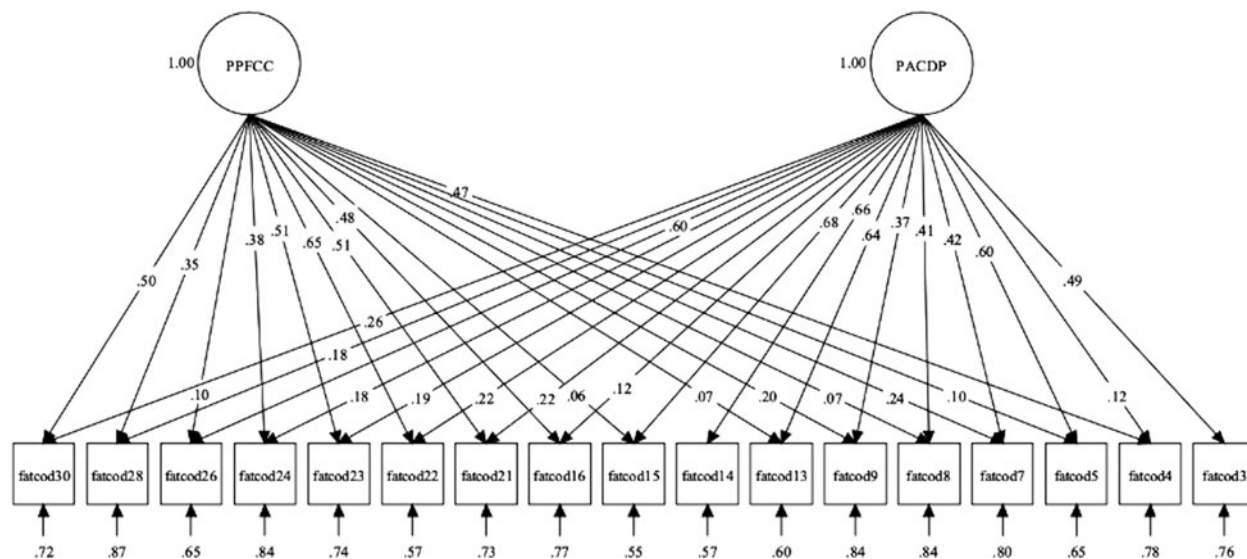 1.00 PPFCC 1.00 PACDP
.47
.48 .60 .68 .66 .37
.38 .51 .65 .51 .64 .41 .42 .60
.50 .35 .49
.26
.18
.10 .18 .19 .22 .22 .06 .12 .07 .20 .07 .24 .10 .12
fatcod30 fatcod28 fatcod26 fatcod24 fatcod23 fatcod22 fatcod21 fatcod16 fatcod15 fatcod14 fatcod13 fatcod9 fatcod8 fatcod7 fatcod5 fatcod4 fatcod3
.72 .87 .65 .84 .74 .57 .73 .77 .55 .57 .60 .84 .84 .80 .65 .78 .76